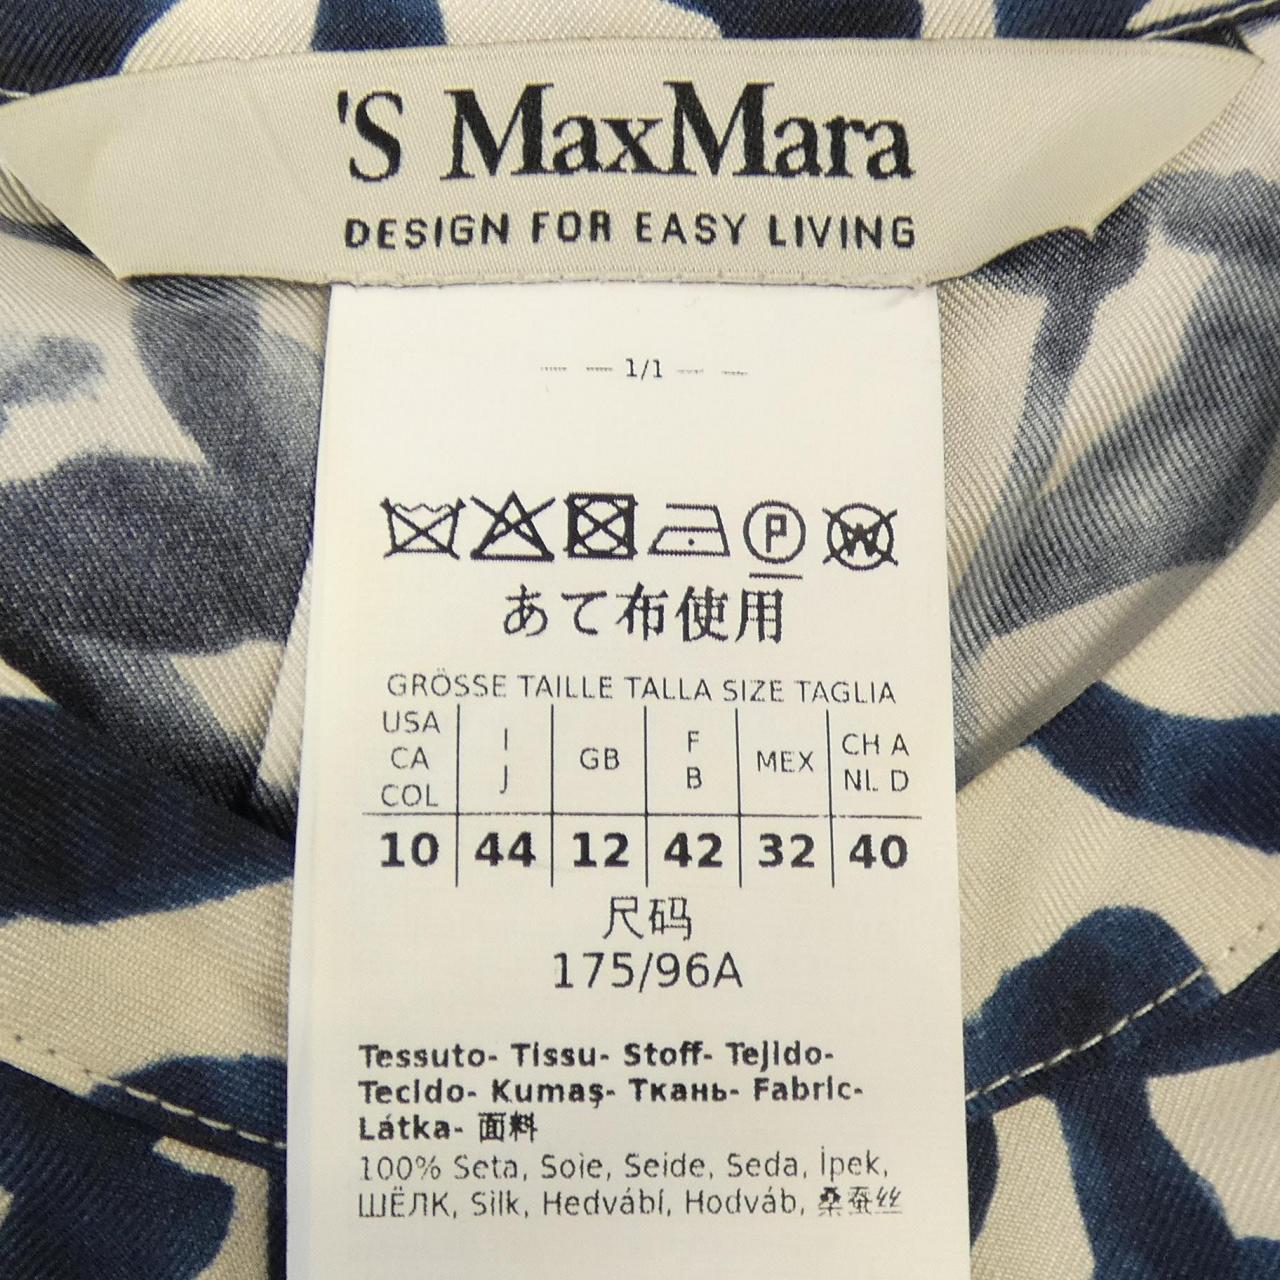 'S MaxMara
DESIGN FOR EASY LIVING
1/1
P W
あて布使用
GRÖSSE TAILLE TALLA SIZE TAGLIA
USA CA COL | I J | GB | F B | MEX | CH A NL D
10 | 44 | 12 | 42 | 32 | 40
尺码
175/96A
Tessuto- Tissu- Stoff- Tejido-
Tecido- Kumaş- Ткань- Fabric-
Látka- 面料
100% Seta, Soie, Seide, Seda, İpek,
ШЁЛК, Silk, Hedvábí, Hodváb, 桑蚕丝